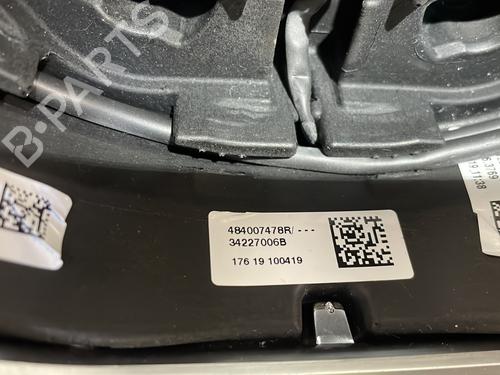 B-PARTS
484007478R/ ---
34227006B
176 19 100419